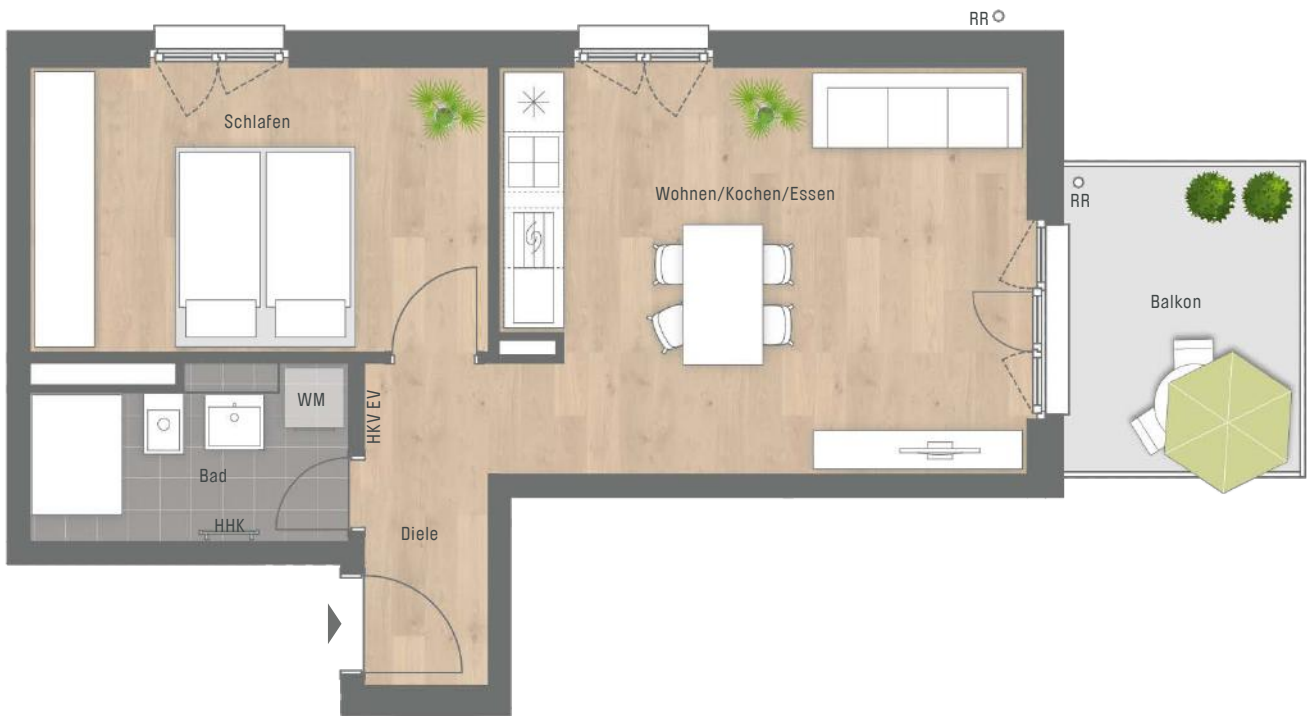 RR
Schlafen
Wohnen/Kochen/Essen
RR
Balkon
WM
HKV EV
Bad
HHK
Diele